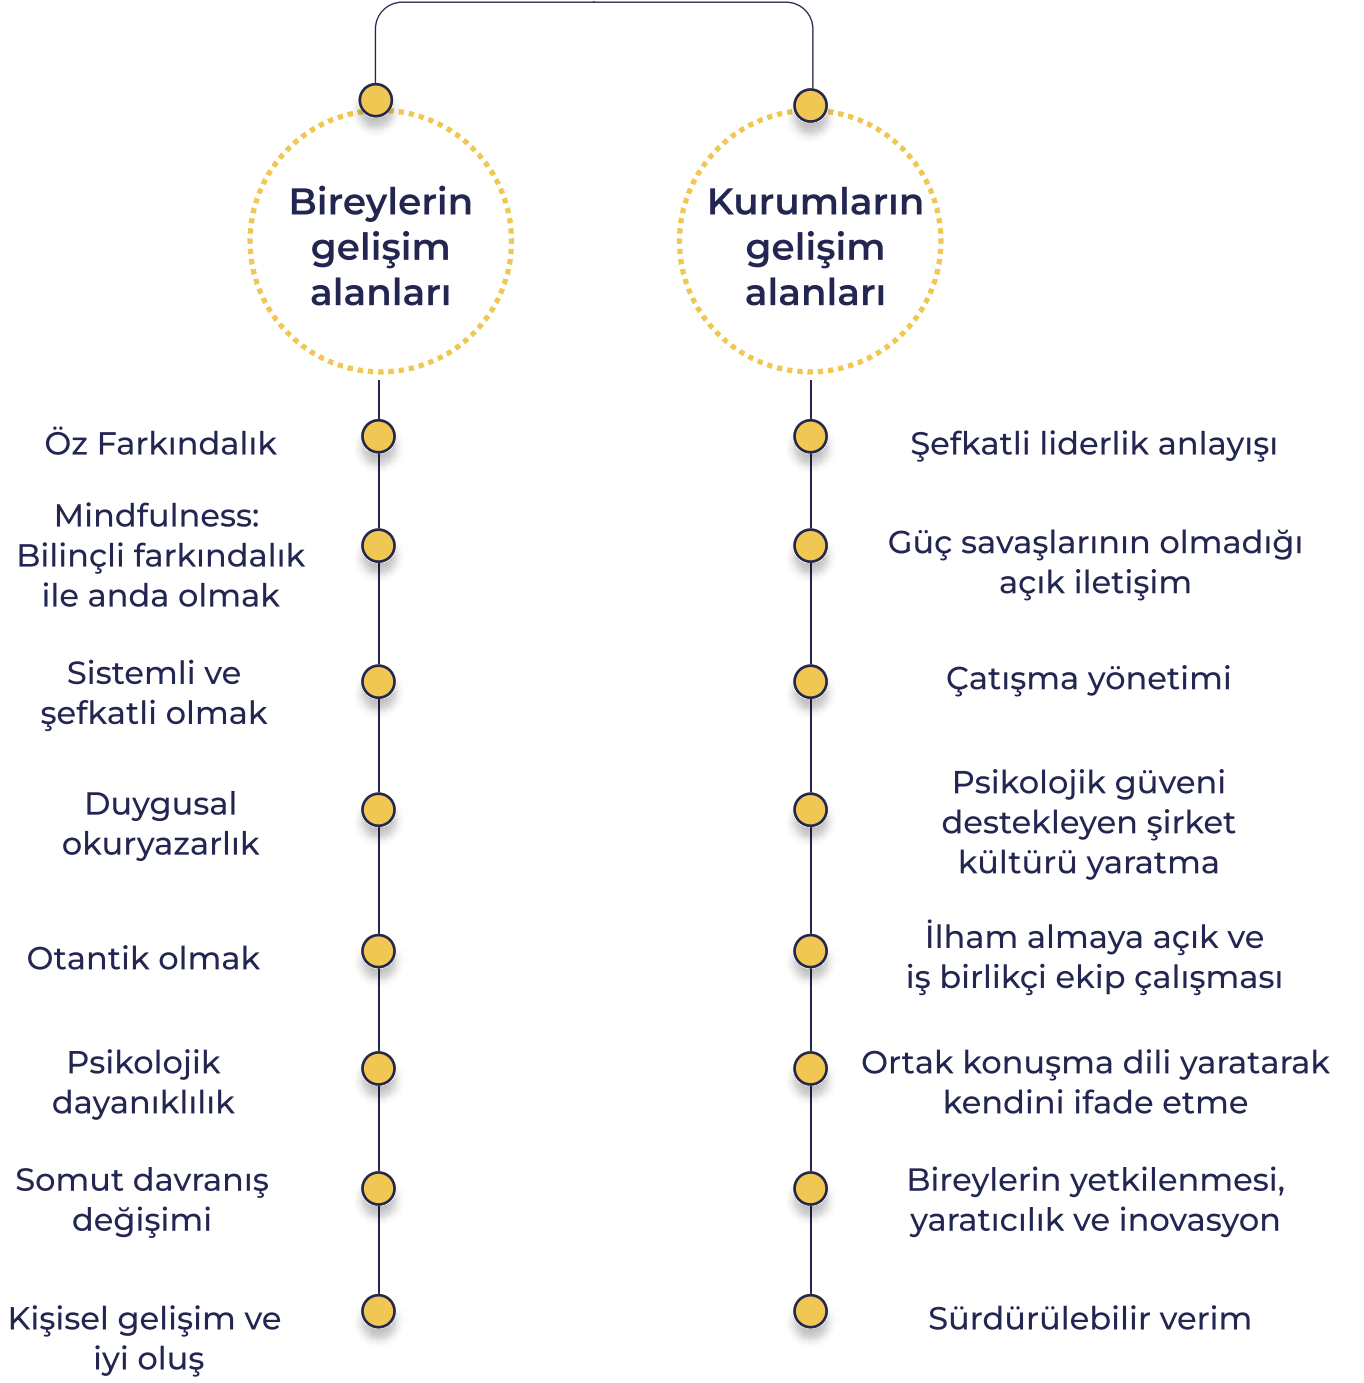 Bireylerin
gelişim
alanları
Öz Farkındalık
Mindfulness:
Bilinçli farkındalık
ile anda olmak
Sistemli ve
şefkatli olmak
Duygusal
okuryazarlık
Otantik olmak
Psikolojik
dayanıklılık
Somut davranış
değişimi
Kişisel gelişim ve
iyi oluş
Kurumların
gelişim
alanları
Şefkatli liderlik anlayışı
Güç savaşlarının olmadığı
açık iletişim
Çatışma yönetimi
Psikolojik güveni
destekleyen şirket
kültürü yaratma
İlham almaya açık ve
iş birlikçi ekip çalışması
Ortak konuşma dili yaratarak
kendini ifade etme
Bireylerin yetkilenmesi,
yaratıcılık ve inovasyon
Sürdürülebilir verim